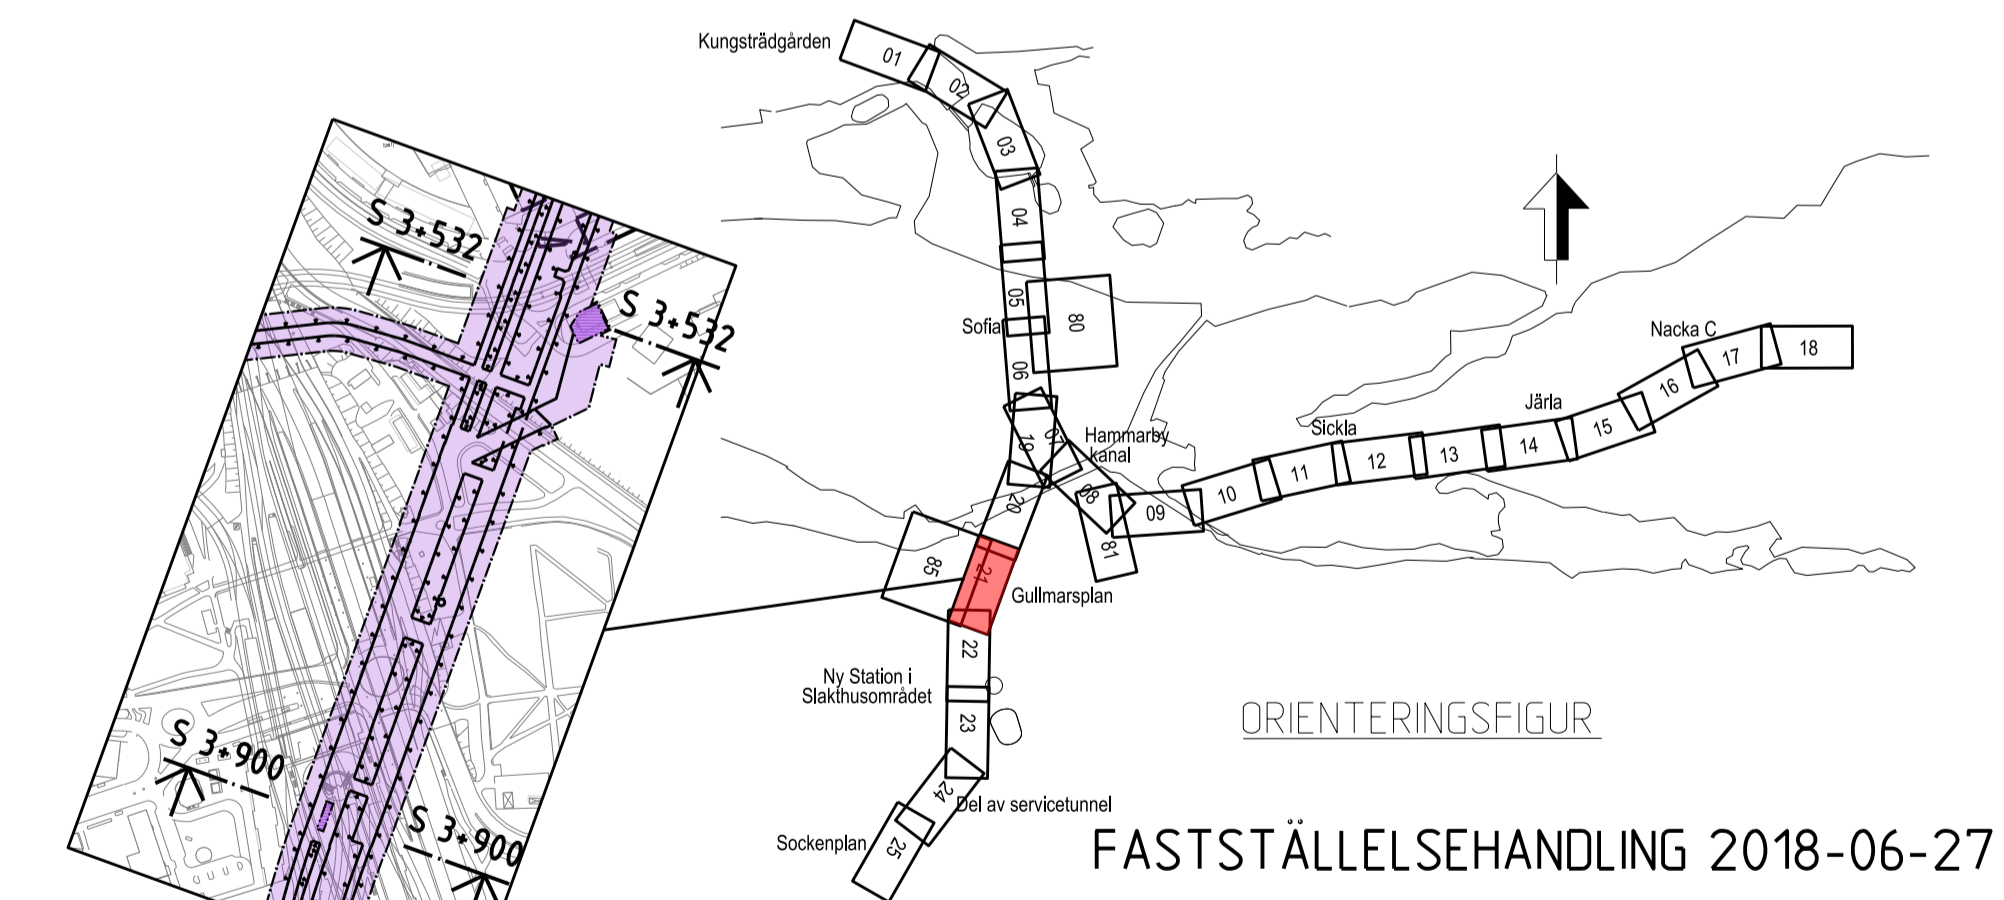 Kungsträdgården
01
02
03
04
05
Sofia
80
06
07
19
Hammarby
kanal
08
20
09
81
10
11
Sickla
12
13
14
Järla
15
16
Nacka C
17
18
85
21
Gullmarsplan
22
Ny Station i
Slakthusområdet
23
24
Del av servicetunnel
Sockenplan
25
S 3+532
S 3+532
S 3+900
S 3+900
ORIENTERINGSFIGUR
FASTSTÄLLELSEHANDLING 2018-06-27